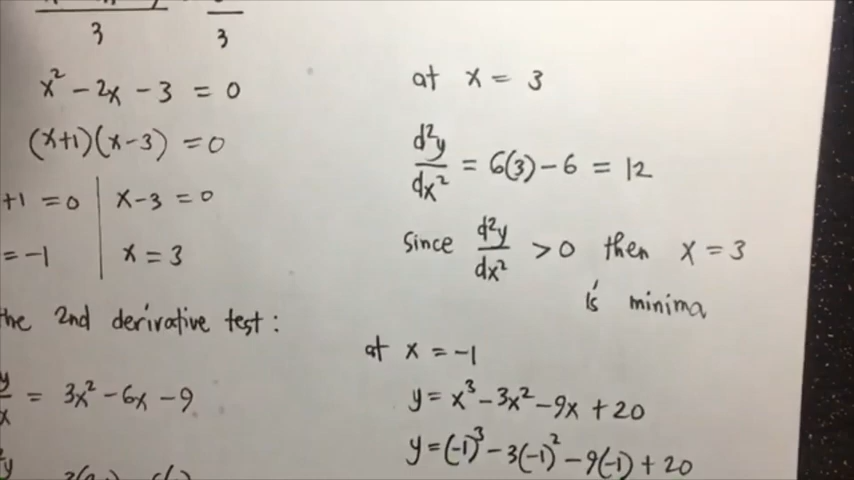 3 3
x² - 2x - 3 = 0
(x+1)(x-3) = 0
+1 = 0 | x-3 = 0
= -1 | x = 3
the 2nd derivative test:
= 3x² - 6x - 9
at x = 3
d²y/dx² = 6(3) - 6 = 12
Since d²y/dx² > 0 then x = 3
is minima
at x = -1
y = x³ - 3x² - 9x + 20
y = (-1)³ - 3(-1)² - 9(-1) + 20